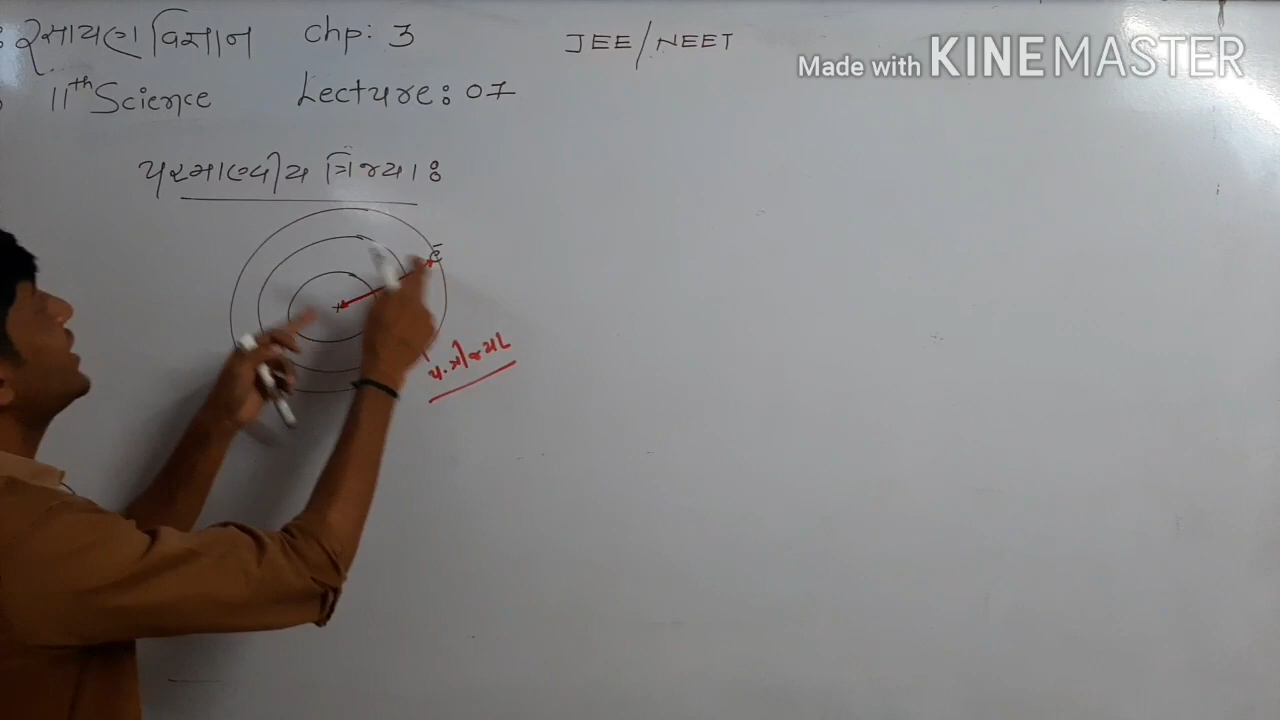 : રસાયણ વિજ્ઞાન chp: 3
JEE/NEET
Made with KINEMASTER
11th Science Lecture: 07
પરમાણ્વીય ત્રિજ્યા :
ē
+